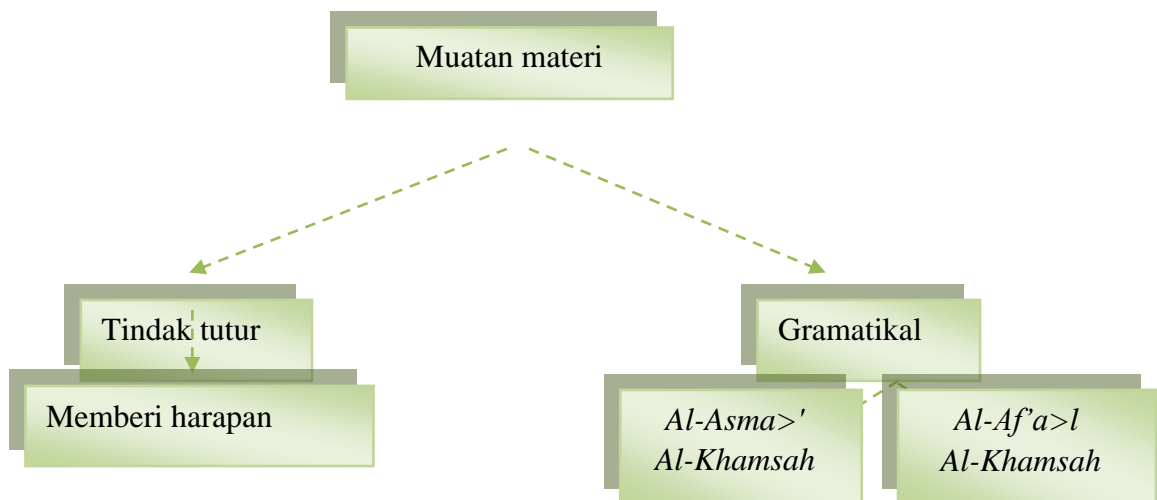 Muatan materi
Tindak tutur
Gramatikal
Memberi harapan
Al-Asma>'
Al-Khamsah
Al-Af’a>l
Al-Khamsah